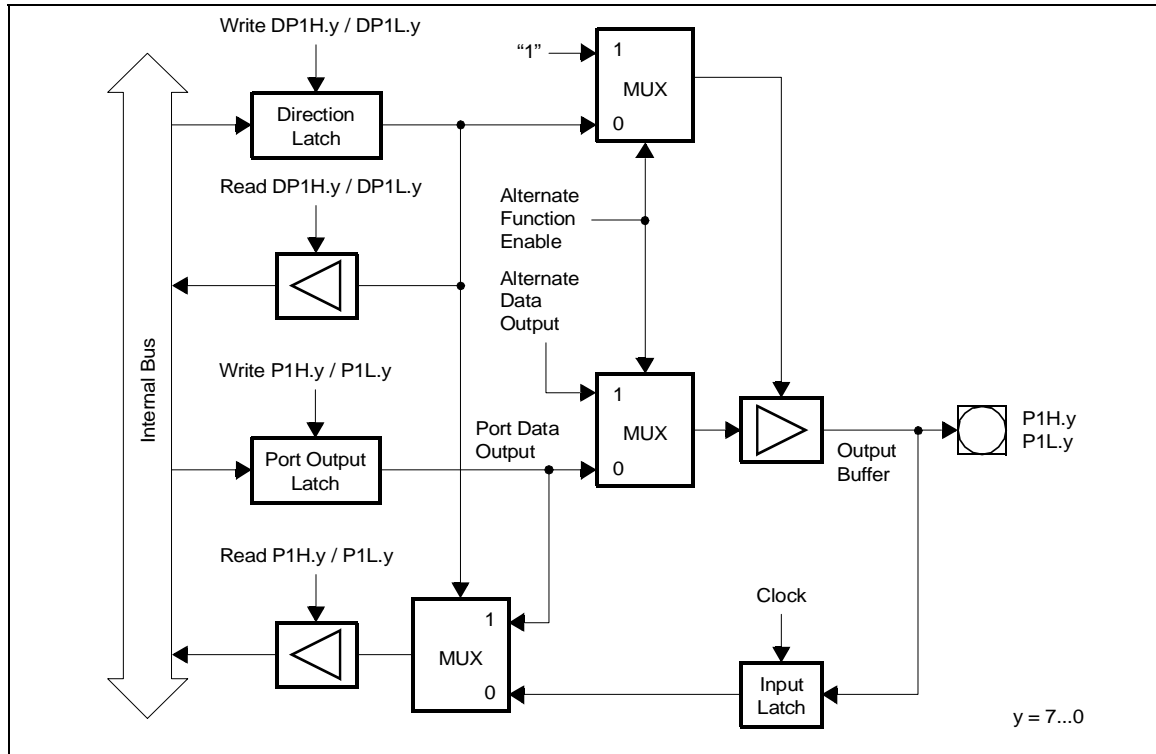 Write DP1H.y / DP1L.y
“1”
1
MUX
0
Direction
Latch
Read DP1H.y / DP1L.y
Alternate
Function
Enable
Alternate
Data
Output
Internal Bus
Write P1H.y / P1L.y
1
MUX
0
Port Data
Output
Port Output
Latch
Output
Buffer
P1H.y
P1L.y
Read P1H.y / P1L.y
Clock
1
MUX
0
Input
Latch
y = 7...0